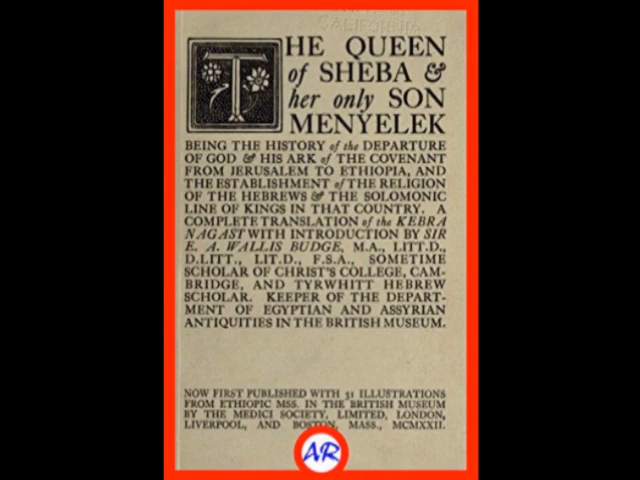 CALIFORNIA
THE QUEEN
of SHEBA &
her only SON
MENYELEK
BEING THE HISTORY of the DEPARTURE
OF GOD & HIS ARK of THE COVENANT
FROM JERUSALEM TO ETHIOPIA, AND
THE ESTABLISHMENT of THE RELIGION
OF THE HEBREWS & THE SOLOMONIC
LINE OF KINGS IN THAT COUNTRY. A
COMPLETE TRANSLATION of the KEBRA
NAGAST WITH INTRODUCTION BY SIR
E. A. WALLIS BUDGE, M.A., LITT.D.,
D.LITT., LIT.D., F.S.A., SOMETIME
SCHOLAR OF CHRIST'S COLLEGE, CAM-
BRIDGE, AND TYRWHITT HEBREW
SCHOLAR. KEEPER OF THE DEPART-
MENT OF EGYPTIAN AND ASSYRIAN
ANTIQUITIES IN THE BRITISH MUSEUM.
NOW FIRST PUBLISHED WITH 31 ILLUSTRATIONS
FROM ETHIOPIC MSS. IN THE BRITISH MUSEUM
BY THE MEDICI SOCIETY, LIMITED, LONDON,
LIVERPOOL, AND BOSTON, MASS., MCMXXII.
AR